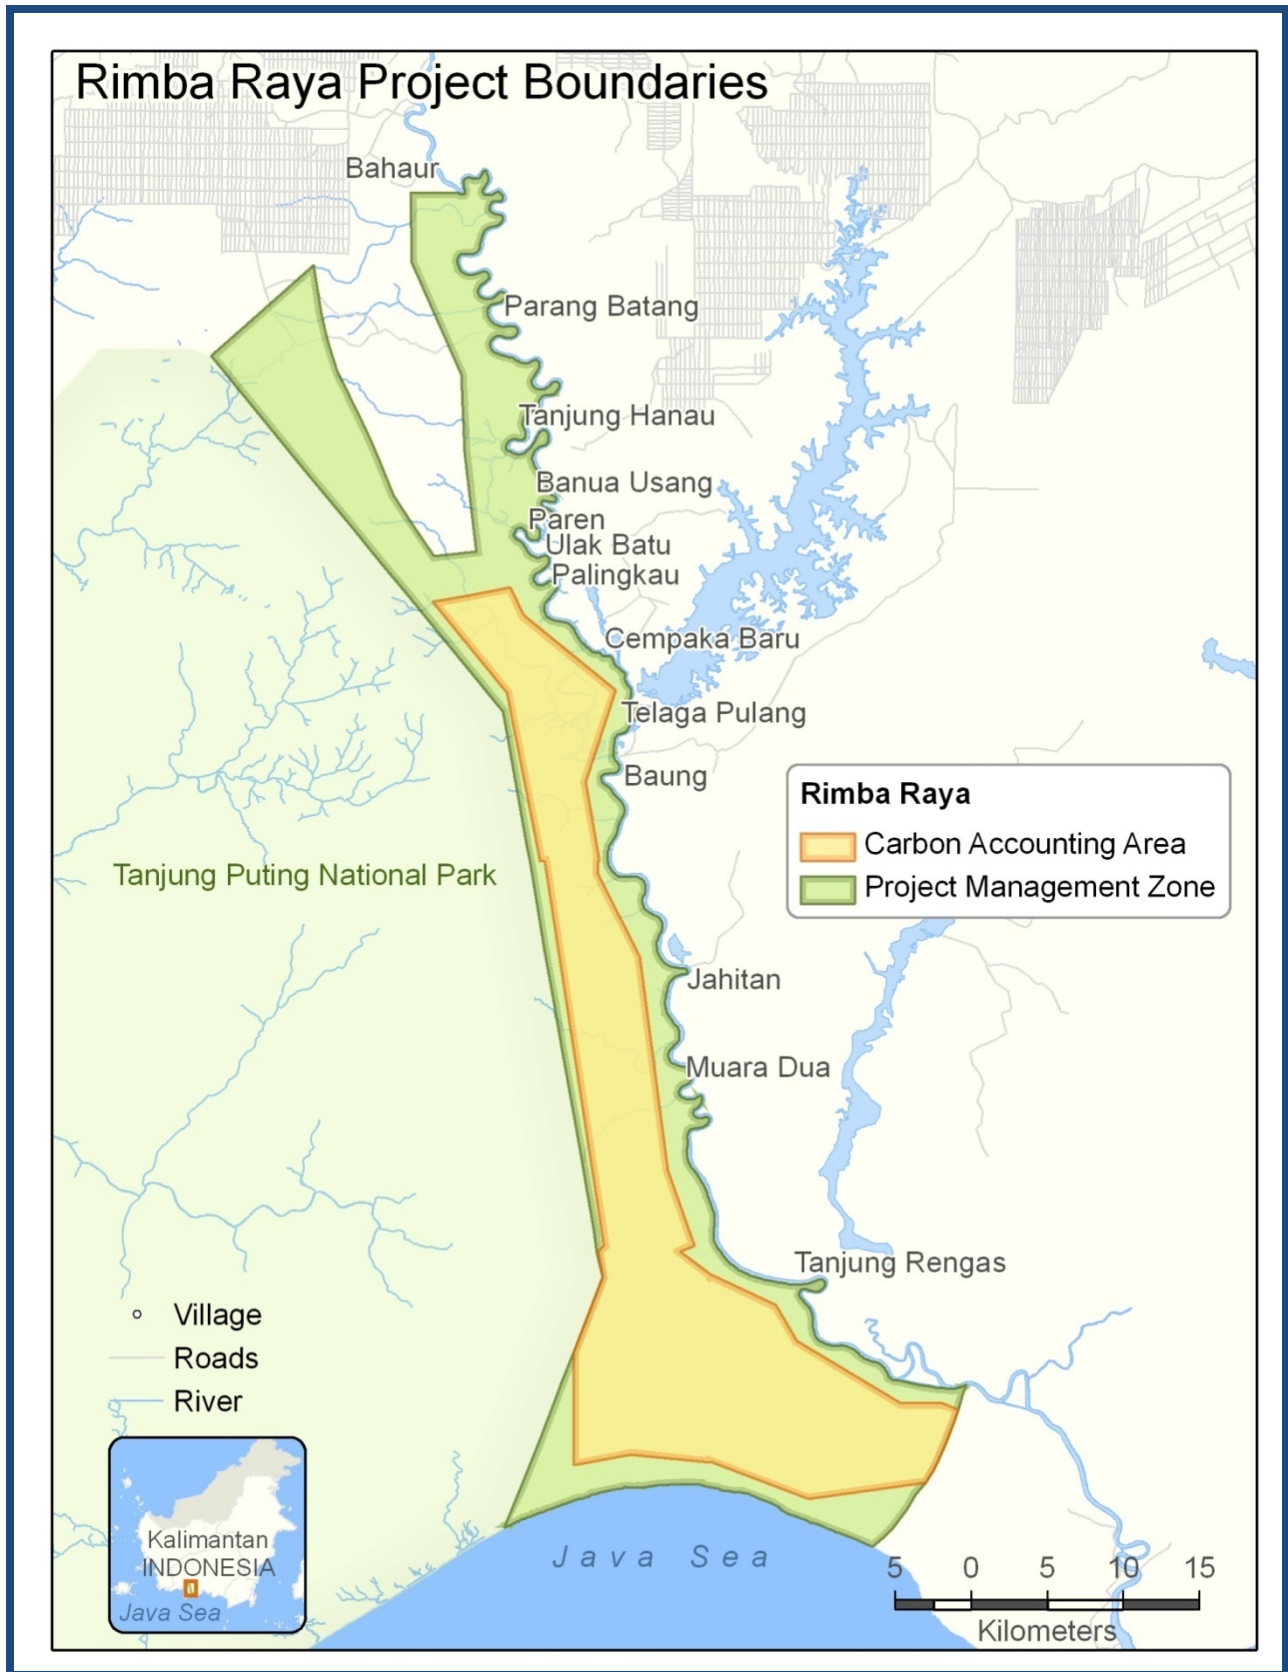 Rimba Raya Project Boundaries
Bahaur
Parang Batang
Tanjung Hanau
Banua Usang
Paren
Ulak Batu
Palingkau
Cempaka Baru
Telaga Pulang
Baung
Rimba Raya
Carbon Accounting Area
Project Management Zone
Tanjung Puting National Park
Jahitan
Muara Dua
Tanjung Rengas
Village
Roads
River
Kalimantan
INDONESIA
Java Sea
Java Sea
5 0 5 10 15
Kilometers